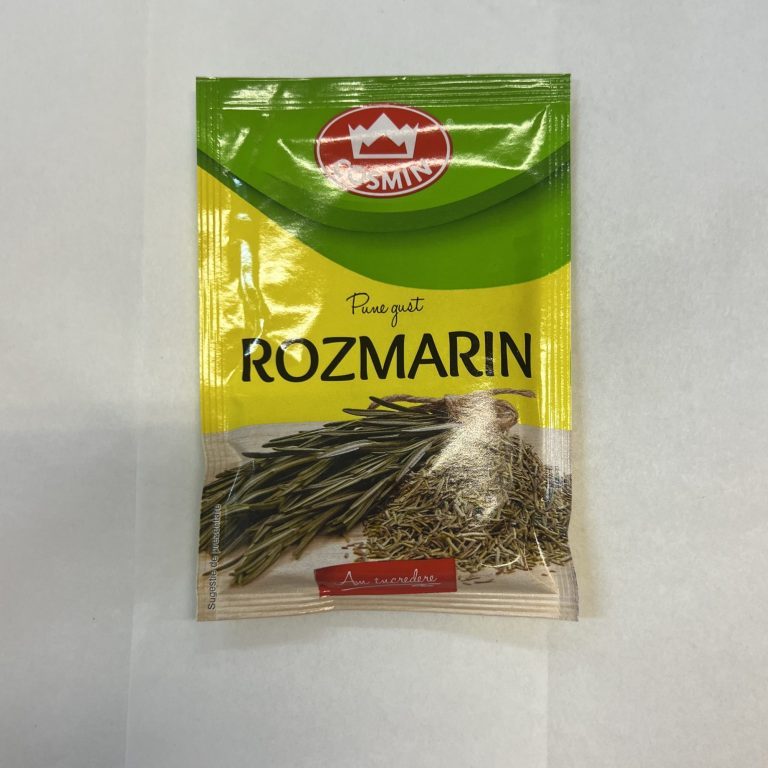 COSMIN
Pune gust
ROZMARIN
Am încredere
Sugestie de prezentare